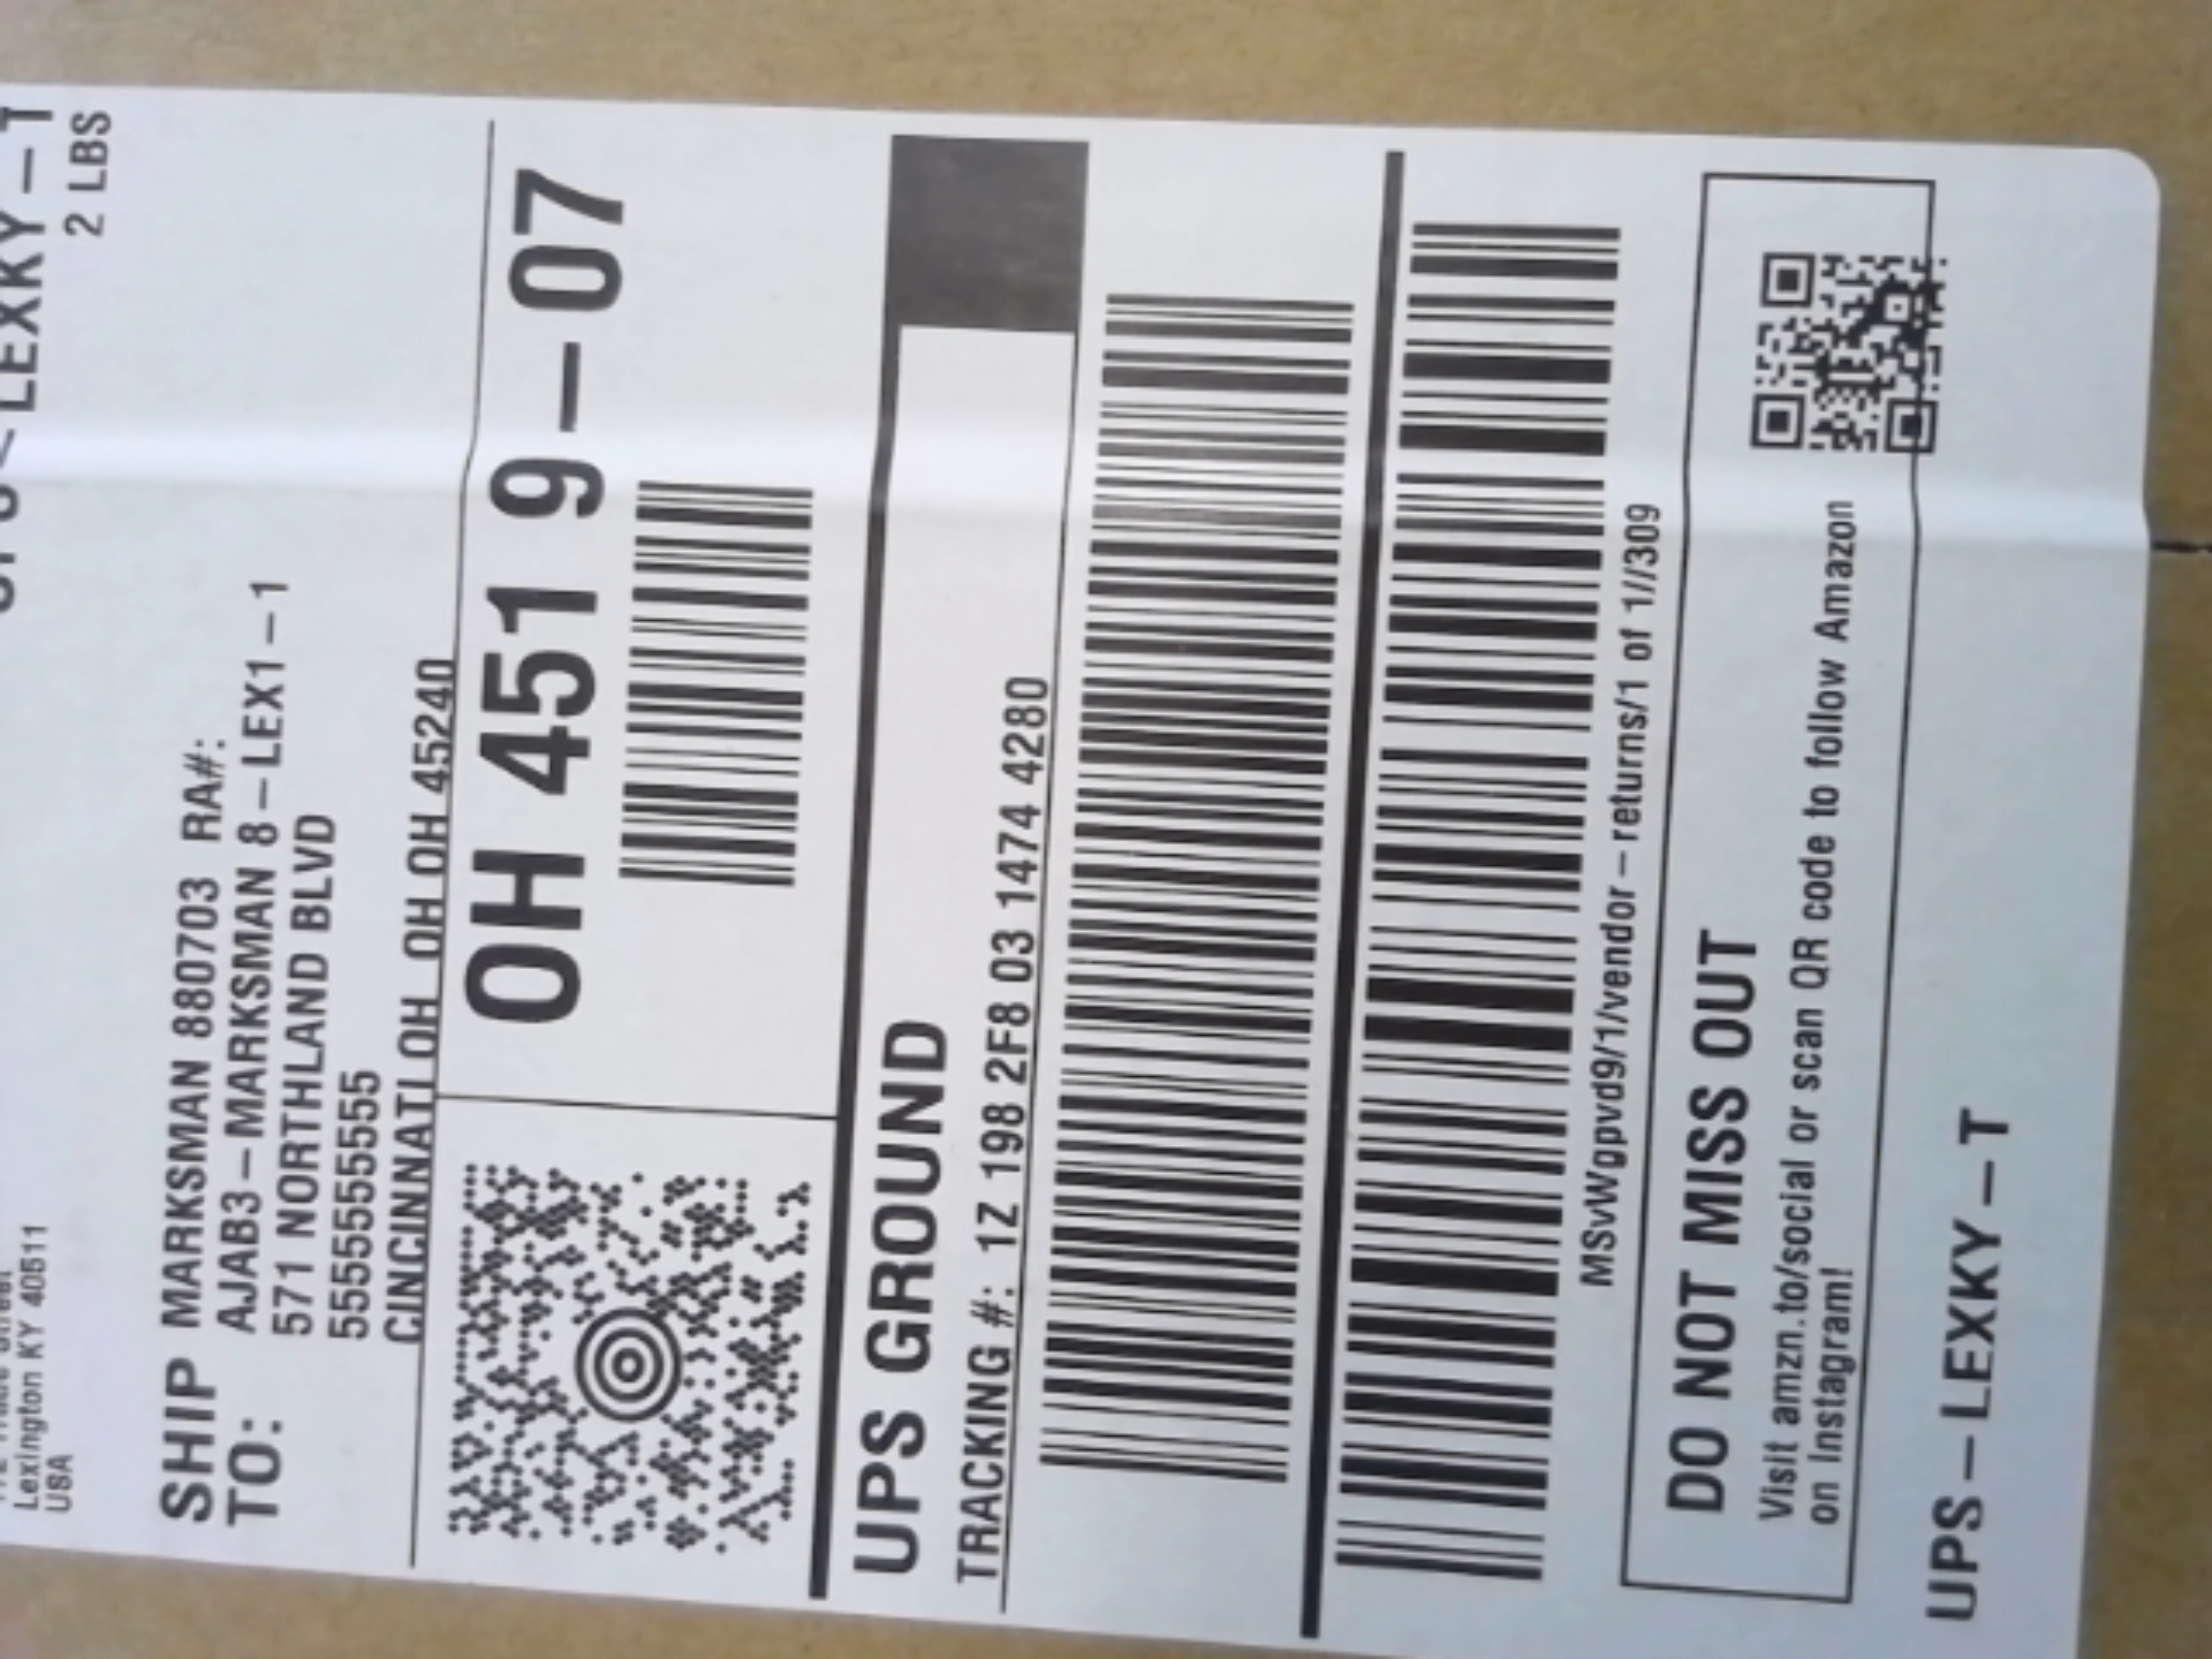 Lexington KY 40511
USA
LEXKY-T
2 LBS
SHIP TO:
MARKSMAN 880703 RA#:
AJAB3-MARKSMAN 8-LEX1-1
571 NORTHLAND BLVD
5555555555
CINCINNATI OH OH OH 45240
OH 451 9-07
UPS GROUND
TRACKING #: 1Z 198 2F8 03 1474 4280
MSvWgpvd9/1/vendor-returns/1 of 1//309
DO NOT MISS OUT
Visit amzn.to/social or scan QR code to follow Amazon
on Instagram!
UPS-LEXKY-T